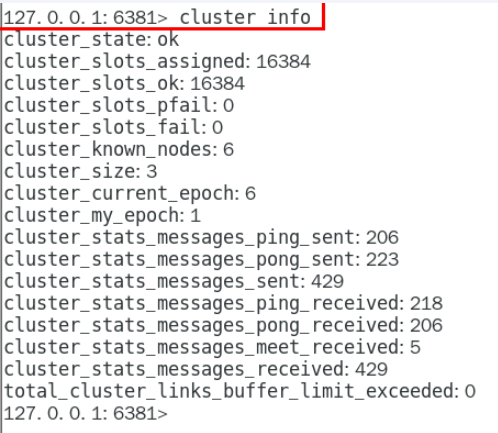 127.0.0.1:6381> cluster info
cluster_state:ok
cluster_slots_assigned:16384
cluster_slots_ok:16384
cluster_slots_pfail:0
cluster_slots_fail:0
cluster_known_nodes:6
cluster_size:3
cluster_current_epoch:6
cluster_my_epoch:1
cluster_stats_messages_ping_sent:206
cluster_stats_messages_pong_sent:223
cluster_stats_messages_sent:429
cluster_stats_messages_ping_received:218
cluster_stats_messages_pong_received:206
cluster_stats_messages_meet_received:5
cluster_stats_messages_received:429
total_cluster_links_buffer_limit_exceeded:0
127.0.0.1:6381>